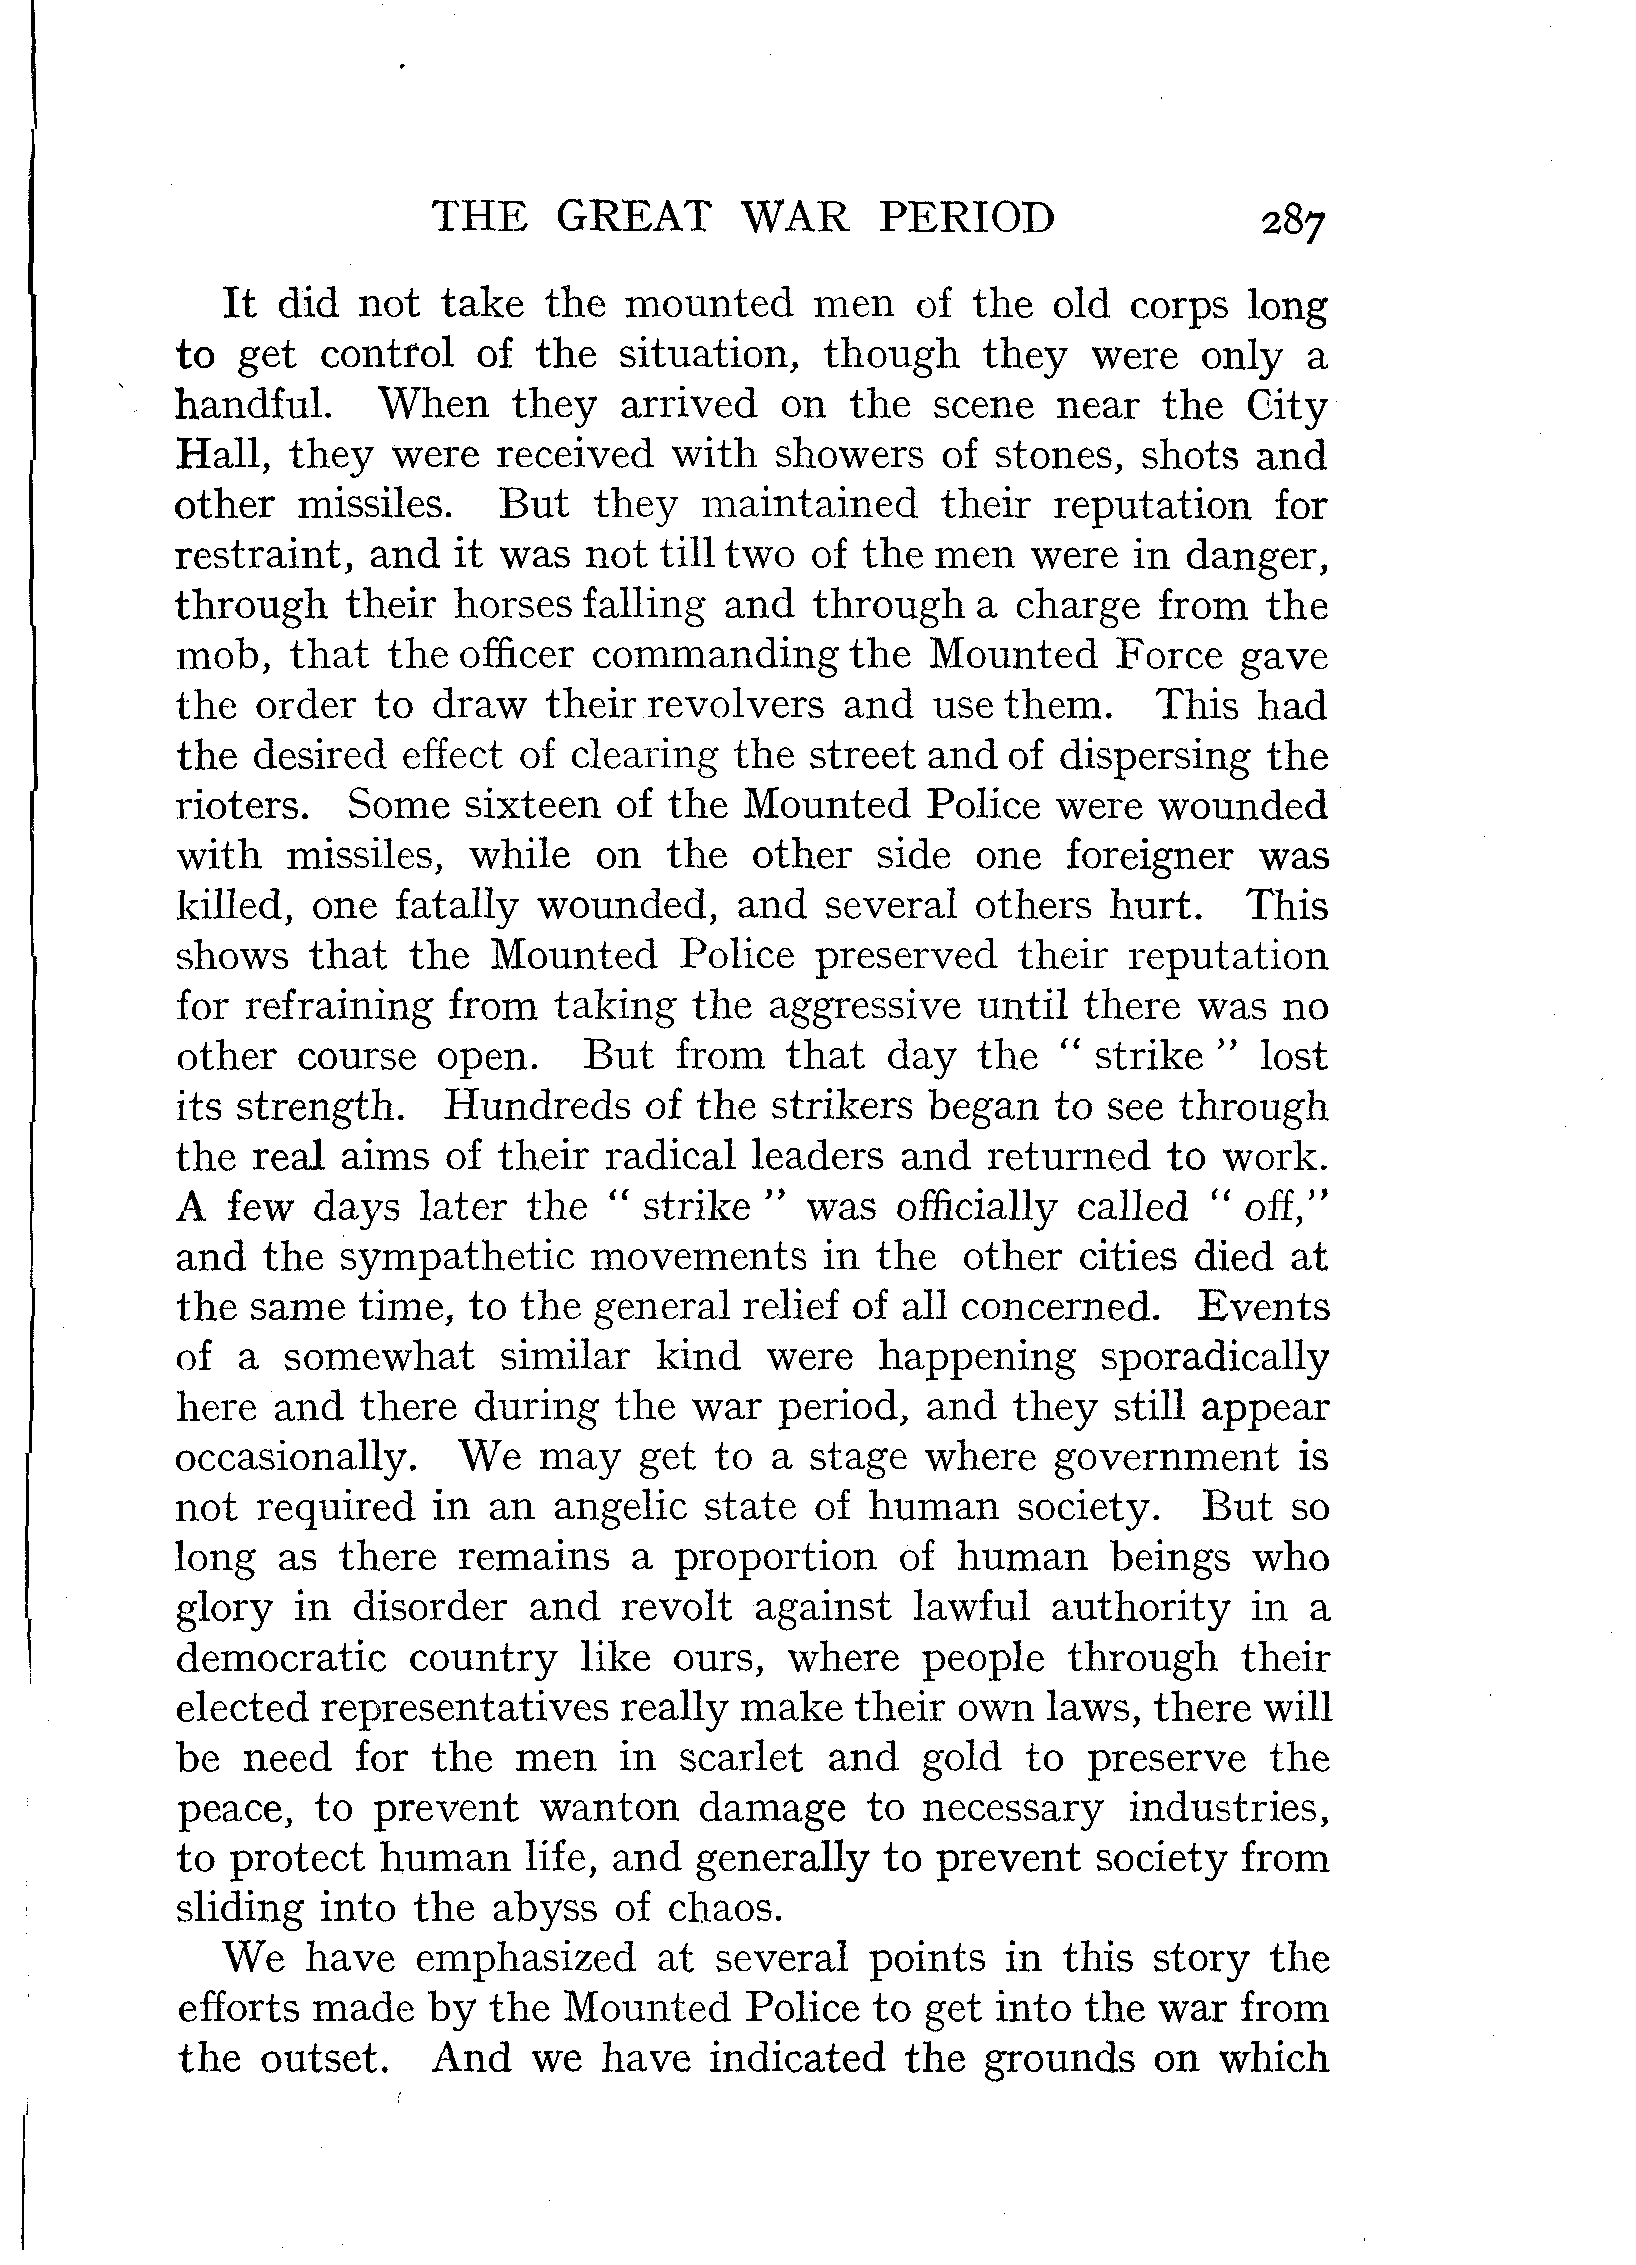 THE GREAT WAR PERIOD 287
It did not take the mounted men of the old corps long
to get control of the situation, though they were only a
handful. When they arrived on the scene near the City
Hall, they were received with showers of stones, shots and
other missiles. But they maintained their reputation for
restraint, and it was not till two of the men were in danger,
through their horses falling and through a charge from the
mob, that the officer commanding the Mounted Force gave
the order to draw their revolvers and use them. This had
the desired effect of clearing the street and of dispersing the
rioters. Some sixteen of the Mounted Police were wounded
with missiles, while on the other side one foreigner was
killed, one fatally wounded, and several others hurt. This
shows that the Mounted Police preserved their reputation
for refraining from taking the aggressive until there was no
other course open. But from that day the “ strike ” lost
its strength. Hundreds of the strikers began to see through
the real aims of their radical leaders and returned to work.
A few days later the “ strike ” was officially called “ off,”
and the sympathetic movements in the other cities died at
the same time, to the general relief of all concerned. Events
of a somewhat similar kind were happening sporadically
here and there during the war period, and they still appear
occasionally. We may get to a stage where government is
not required in an angelic state of human society. But so
long as there remains a proportion of human beings who
glory in disorder and revolt against lawful authority in a
democratic country like ours, where people through their
elected representatives really make their own laws, there will
be need for the men in scarlet and gold to preserve the
peace, to prevent wanton damage to necessary industries,
to protect human life, and generally to prevent society from
sliding into the abyss of chaos.
We have emphasized at several points in this story the
efforts made by the Mounted Police to get into the war from
the outset. And we have indicated the grounds on which